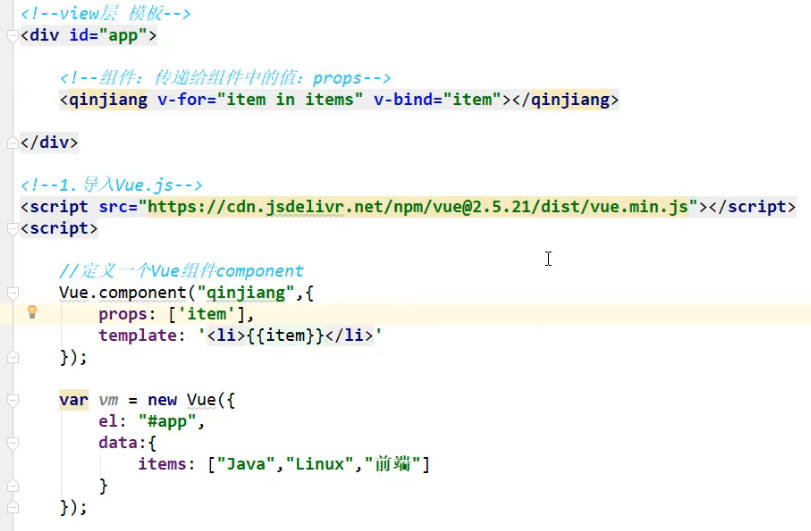 <!--view层 模板-->
<div id="app">
<!--组件：传递给组件中的值：props-->
<qinjiang v-for="item in items" v-bind="item"></qinjiang>
</div>
<!--1.导入Vue.js-->
<script src="https://cdn.jsdelivr.net/npm/vue@2.5.21/dist/vue.min.js"></script>
<script>
//定义一个Vue组件component
Vue.component("qinjiang",{
props: ['item'],
template: '<li>{{item}}</li>'
});
var vm = new Vue({
el: "#app",
data:{
items: ["Java","Linux","前端"]
}
});